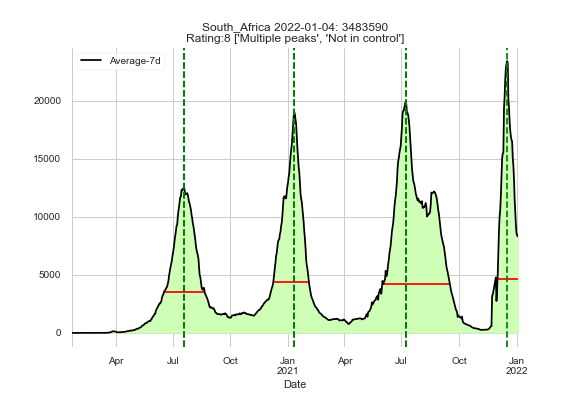 South_Africa 2022-01-04: 3483590
Rating:8 ['Multiple peaks', 'Not in control']
Average-7d
20000
15000
10000
5000
0
Apr Jul Oct Jan Apr Jul Oct Jan
2021 2022
Date